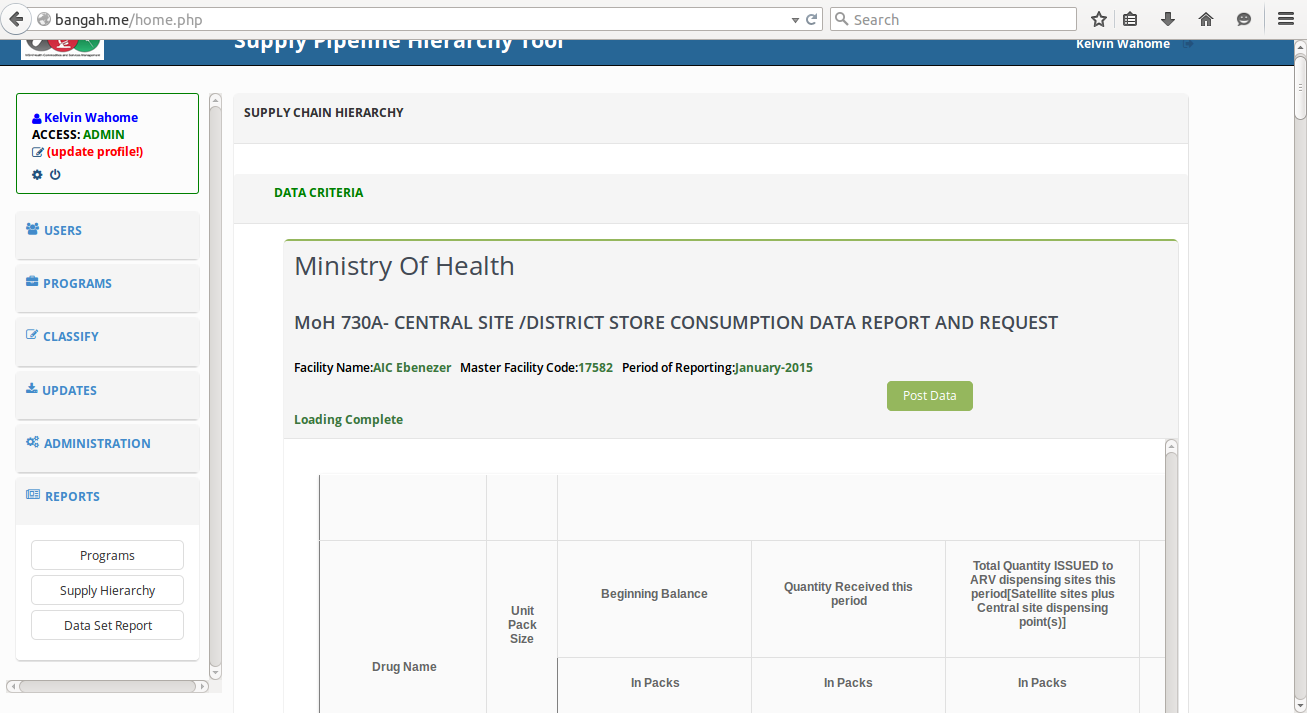 bangah.me/home.php
Search
Supply Pipeline Hierarchy Tool
Kelvin Wahome
Kelvin Wahome
ACCESS: ADMIN
(update profile!)
USERS
PROGRAMS
CLASSIFY
UPDATES
ADMINISTRATION
REPORTS
Programs
Supply Hierarchy
Data Set Report
SUPPLY CHAIN HIERARCHY
DATA CRITERIA
Ministry Of Health
MoH 730A- CENTRAL SITE /DISTRICT STORE CONSUMPTION DATA REPORT AND REQUEST
Facility Name:AIC Ebenezer Master Facility Code:17582 Period of Reporting:January-2015
Post Data
Loading Complete
Drug Name
Unit
Pack
Size
Beginning Balance
Quantity Received this
period
Total Quantity ISSUED to
ARV dispensing sites this
period[Satellite sites plus
Central site dispensing
point(s)]
In Packs
In Packs
In Packs